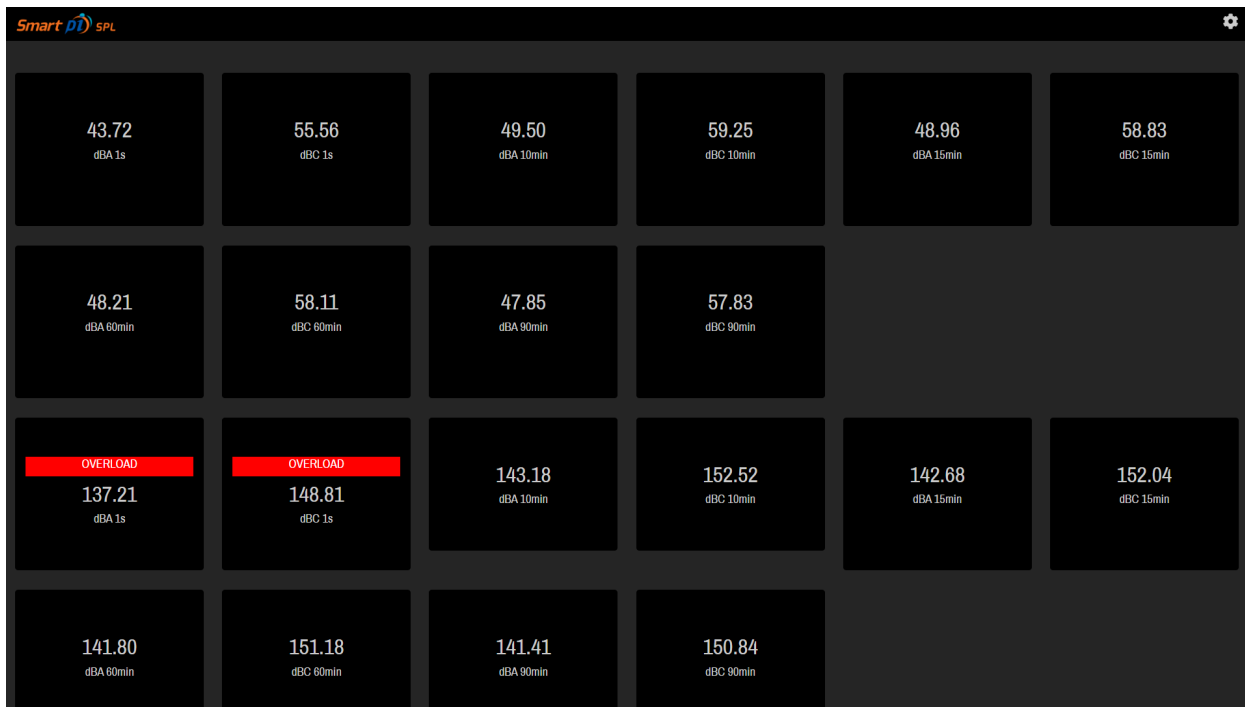 Smart pi SPL
43.72
dBA 1s
55.56
dBC 1s
49.50
dBA 10min
59.25
dBC 10min
48.96
dBA 15min
58.83
dBC 15min
48.21
dBA 60min
58.11
dBC 60min
47.85
dBA 90min
57.83
dBC 90min
OVERLOAD
137.21
dBA 1s
OVERLOAD
148.81
dBC 1s
143.18
dBA 10min
152.52
dBC 10min
142.68
dBA 15min
152.04
dBC 15min
141.80
dBA 60min
151.18
dBC 60min
141.41
dBA 90min
150.84
dBC 90min